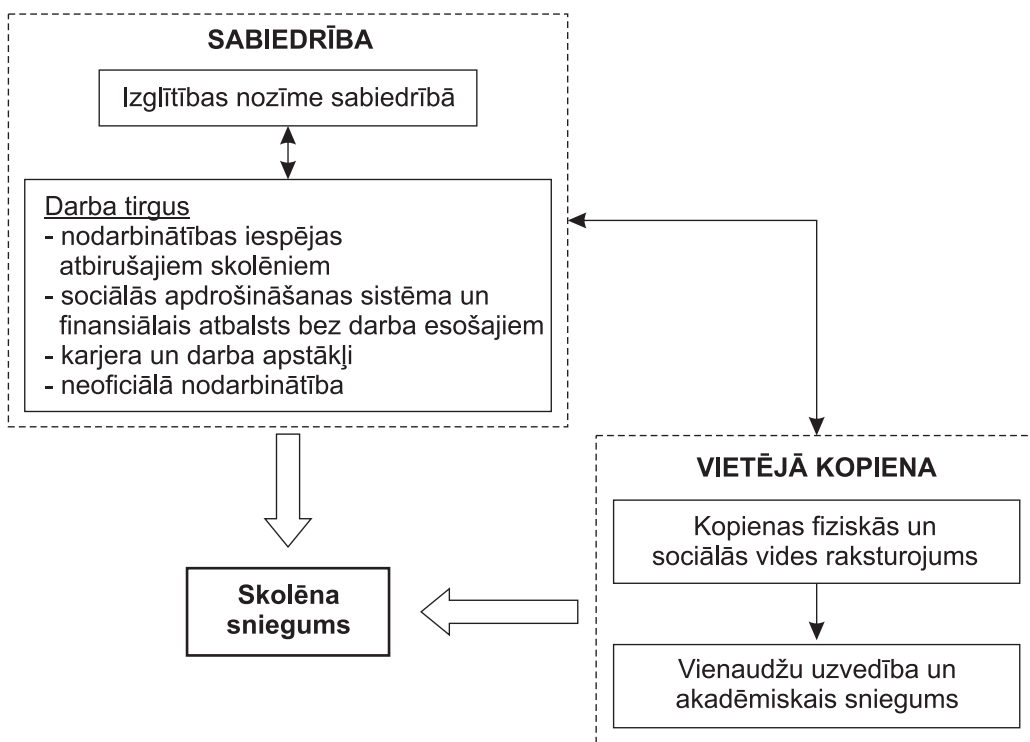 SABIEDRĪBA
Izglītības nozīme sabiedrībā
Darba tirgus
- nodarbinātības iespējas
atbirušajiem skolēniem
- sociālās apdrošināšanas sistēma un
finansiālais atbalsts bez darba esošajiem
- karjera un darba apstākļi
- neoficiālā nodarbinātība
VIETĒJĀ KOPIENA
Kopienas fiziskās un
sociālās vides raksturojums
Skolēna
sniegums
Vienaudžu uzvedība un
akadēmiskais sniegums